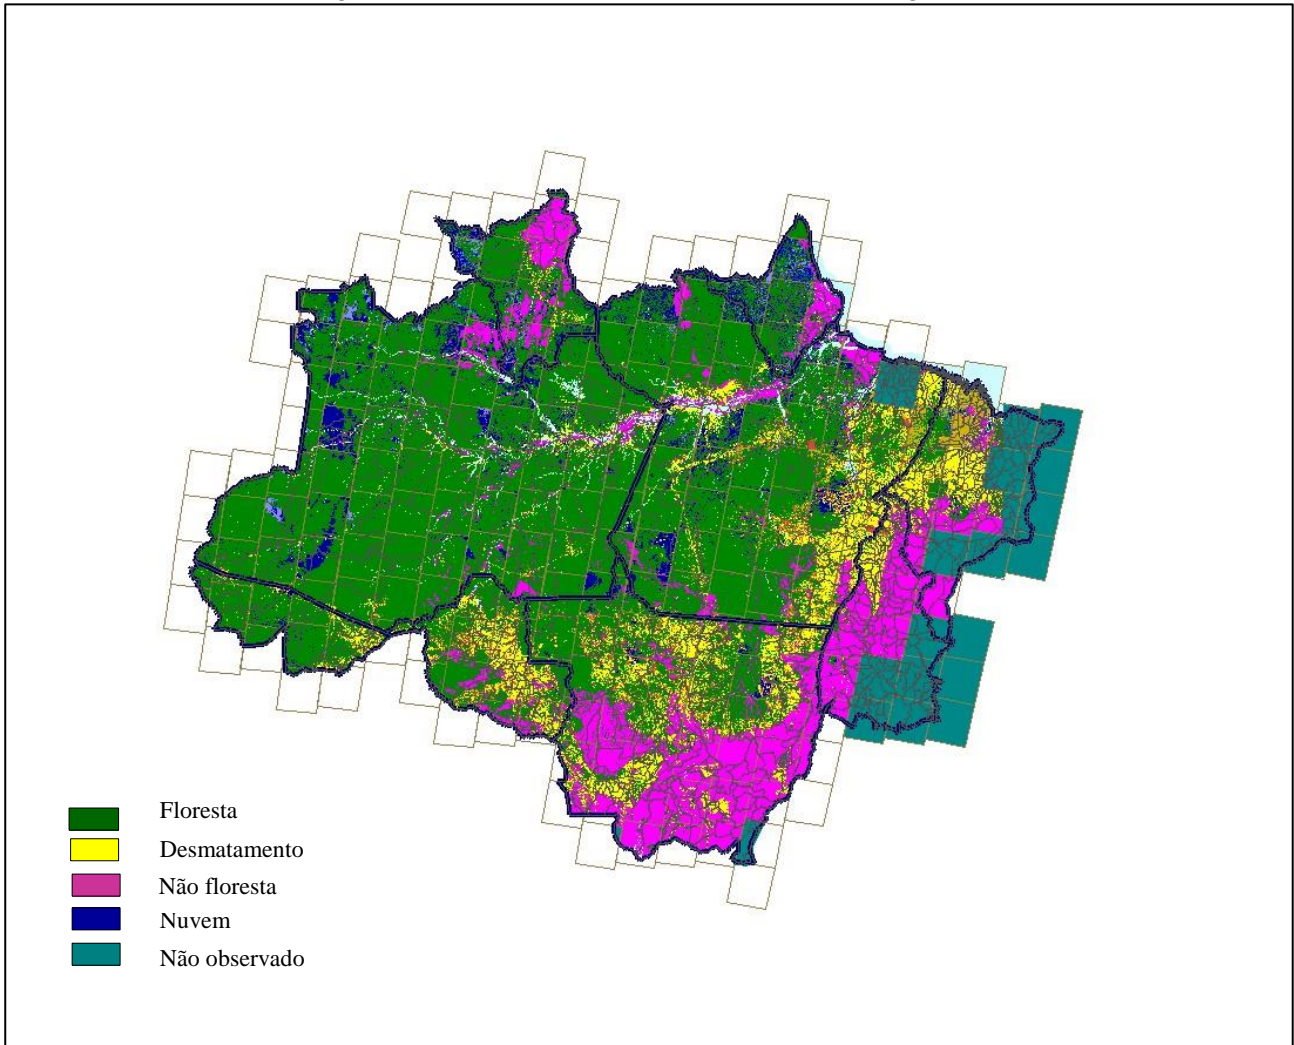 Floresta
Desmatamento
Não floresta
Nuvem
Não observado